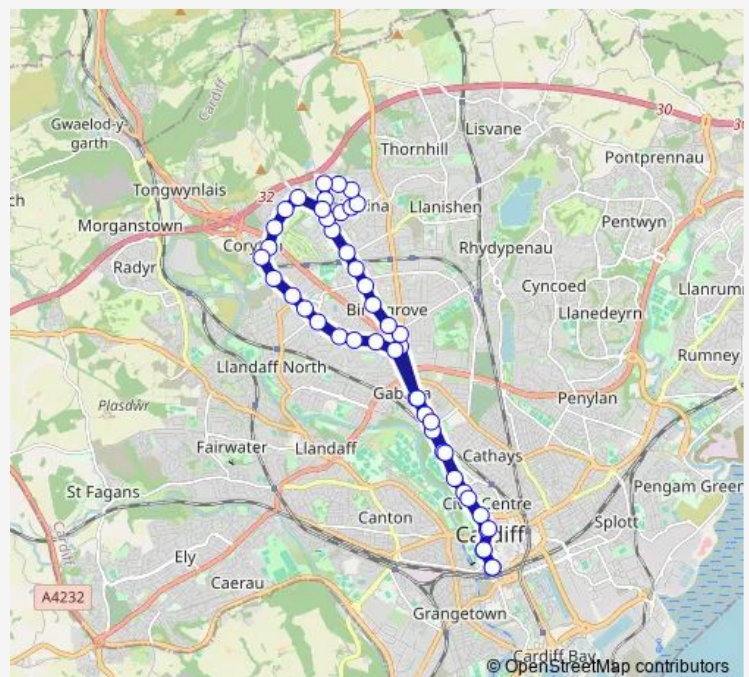 Gwaelod-y-
garth
Cardiff
30
Lisvane
Thornhill
Pontprennau
Tongwynlais
32
Llanishen
Morganstown
Pentwyn
Rhydypenau
Radyr
Cyncoed
Llanrum
Llanedeyrn
Rumney
Llandaff North
Penylan
Plasdŵr
Fairwater
Llandaff
Cathays
St Fagans
Pengam Green
Canton
Splott
Cardiff
Ely
Cardiff
Caerau
A4232
Grangetown
Cardiff Bay
© OpenStreetMap contributors